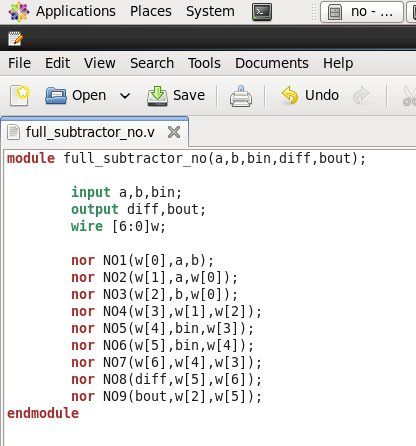 Applications Places System no - ...
File Edit View Search Tools Documents Help
Open Save Undo
full_subtractor_no.v
module full_subtractor_no(a,b,bin,diff,bout);
input a,b,bin;
output diff,bout;
wire [6:0]w;
nor NO1(w[0],a,b);
nor NO2(w[1],a,w[0]);
nor NO3(w[2],b,w[0]);
nor NO4(w[3],w[1],w[2]);
nor NO5(w[4],bin,w[3]);
nor NO6(w[5],bin,w[4]);
nor NO7(w[6],w[4],w[3]);
nor NO8(diff,w[5],w[6]);
nor NO9(bout,w[2],w[5]);
endmodule